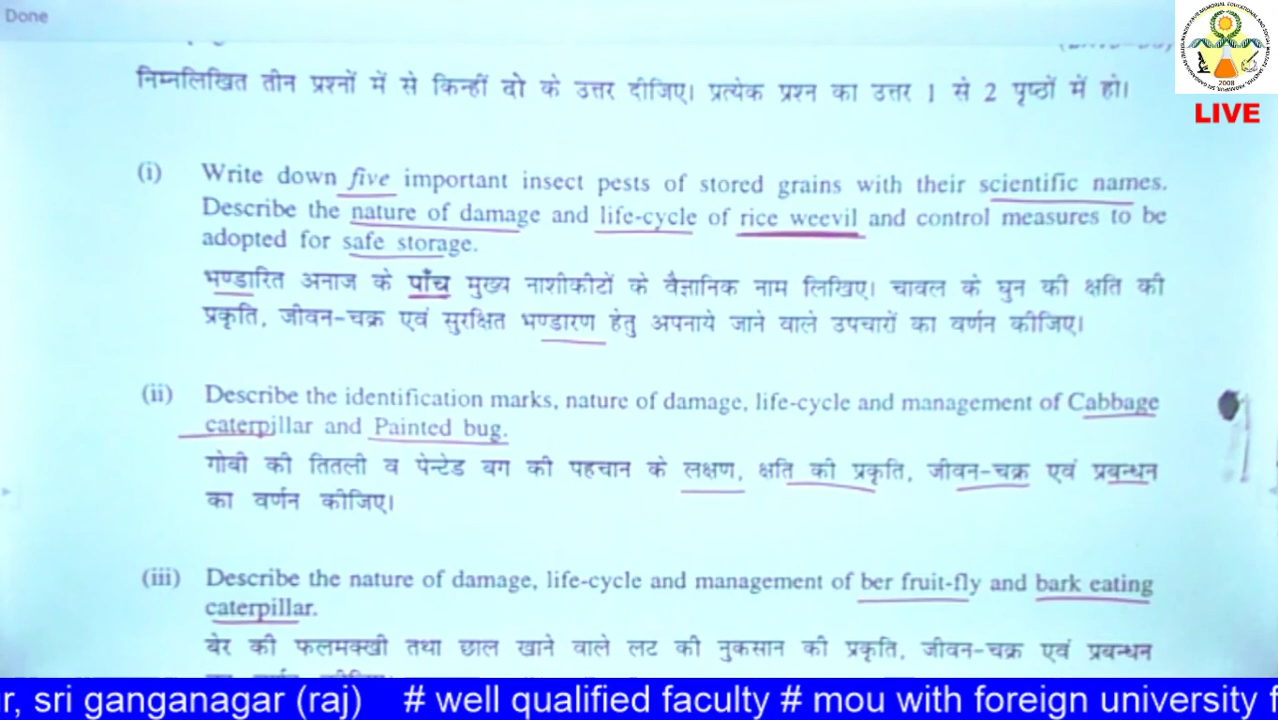 Done
LIVE
2008
निम्नलिखित तीन प्रश्नों में से किन्हीं दो के उत्तर दीजिए। प्रत्येक प्रश्न का उत्तर 1 से 2 पृष्ठों में हो।
(i) Write down five important insect pests of stored grains with their scientific names.
Describe the nature of damage and life-cycle of rice weevil and control measures to be
adopted for safe storage.
भण्डारित अनाज के पाँच मुख्य नाशीकीटों के वैज्ञानिक नाम लिखिए। चावल के घुन की क्षति की
प्रकृति, जीवन-चक्र एवं सुरक्षित भण्डारण हेतु अपनाये जाने वाले उपचारों का वर्णन कीजिए।
(ii) Describe the identification marks, nature of damage, life-cycle and management of Cabbage
caterpillar and Painted bug.
गोबी की तितली व पेन्टेड बग की पहचान के लक्षण, क्षति की प्रकृति, जीवन-चक्र एवं प्रबन्धन
का वर्णन कीजिए।
(iii) Describe the nature of damage, life-cycle and management of ber fruit-fly and bark eating
caterpillar.
बेर की फलमक्खी तथा छाल खाने वाले लट की नुकसान की प्रकृति, जीवन-चक्र एवं प्रबन्धन
r, sri ganganagar (raj) # well qualified faculty # mou with foreign university f